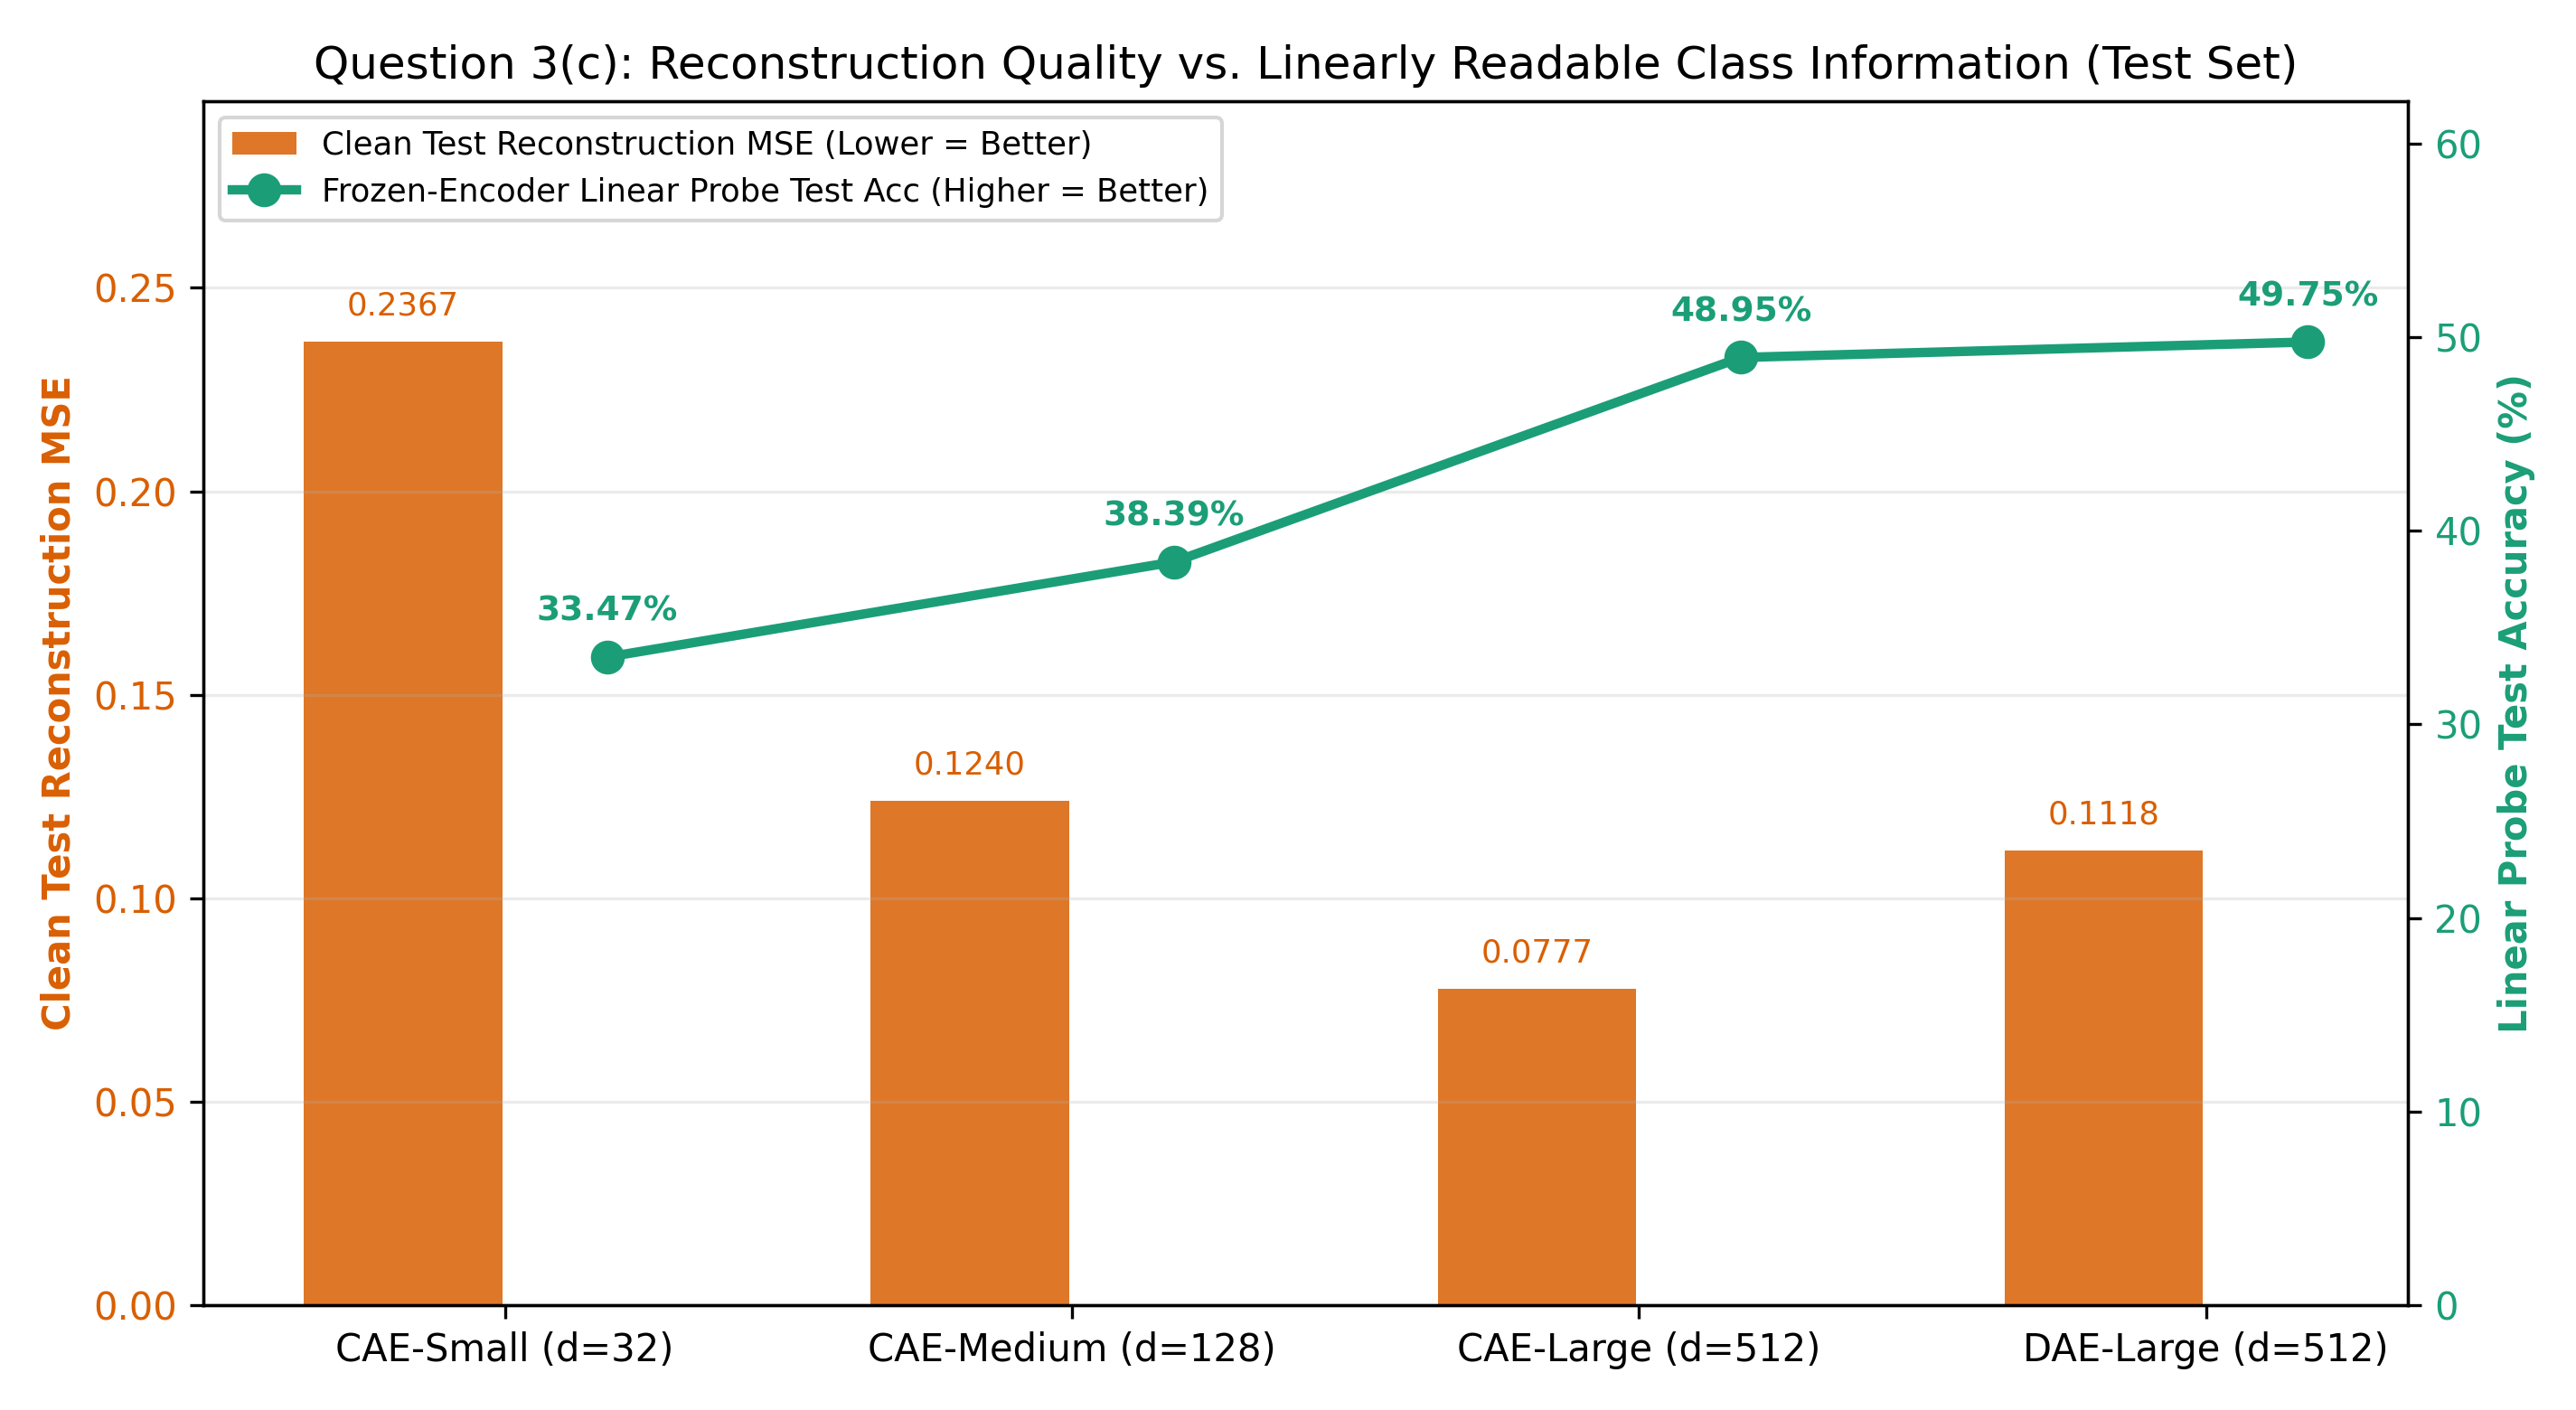 Question 3(c): Reconstruction Quality vs. Linearly Readable Class Information (Test Set)
Clean Test Reconstruction MSE (Lower = Better)
Frozen-Encoder Linear Probe Test Acc (Higher = Better)
Clean Test Reconstruction MSE
0.25
0.20
0.15
0.10
0.05
0.00
0.2367
0.1240
0.0777
0.1118
33.47%
38.39%
48.95%
49.75%
60
50
40
30
20
10
0
Linear Probe Test Accuracy (%)
CAE-Small (d=32)
CAE-Medium (d=128)
CAE-Large (d=512)
DAE-Large (d=512)